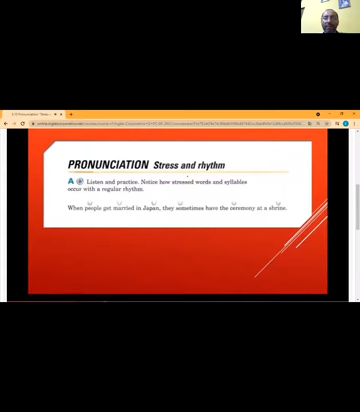 PRONUNCIATION Stress and rhythm
A Listen and practice. Notice how stressed words and syllables
occur with a regular rhythm.
When people get married in Japan, they sometimes have the ceremony at a shrine.